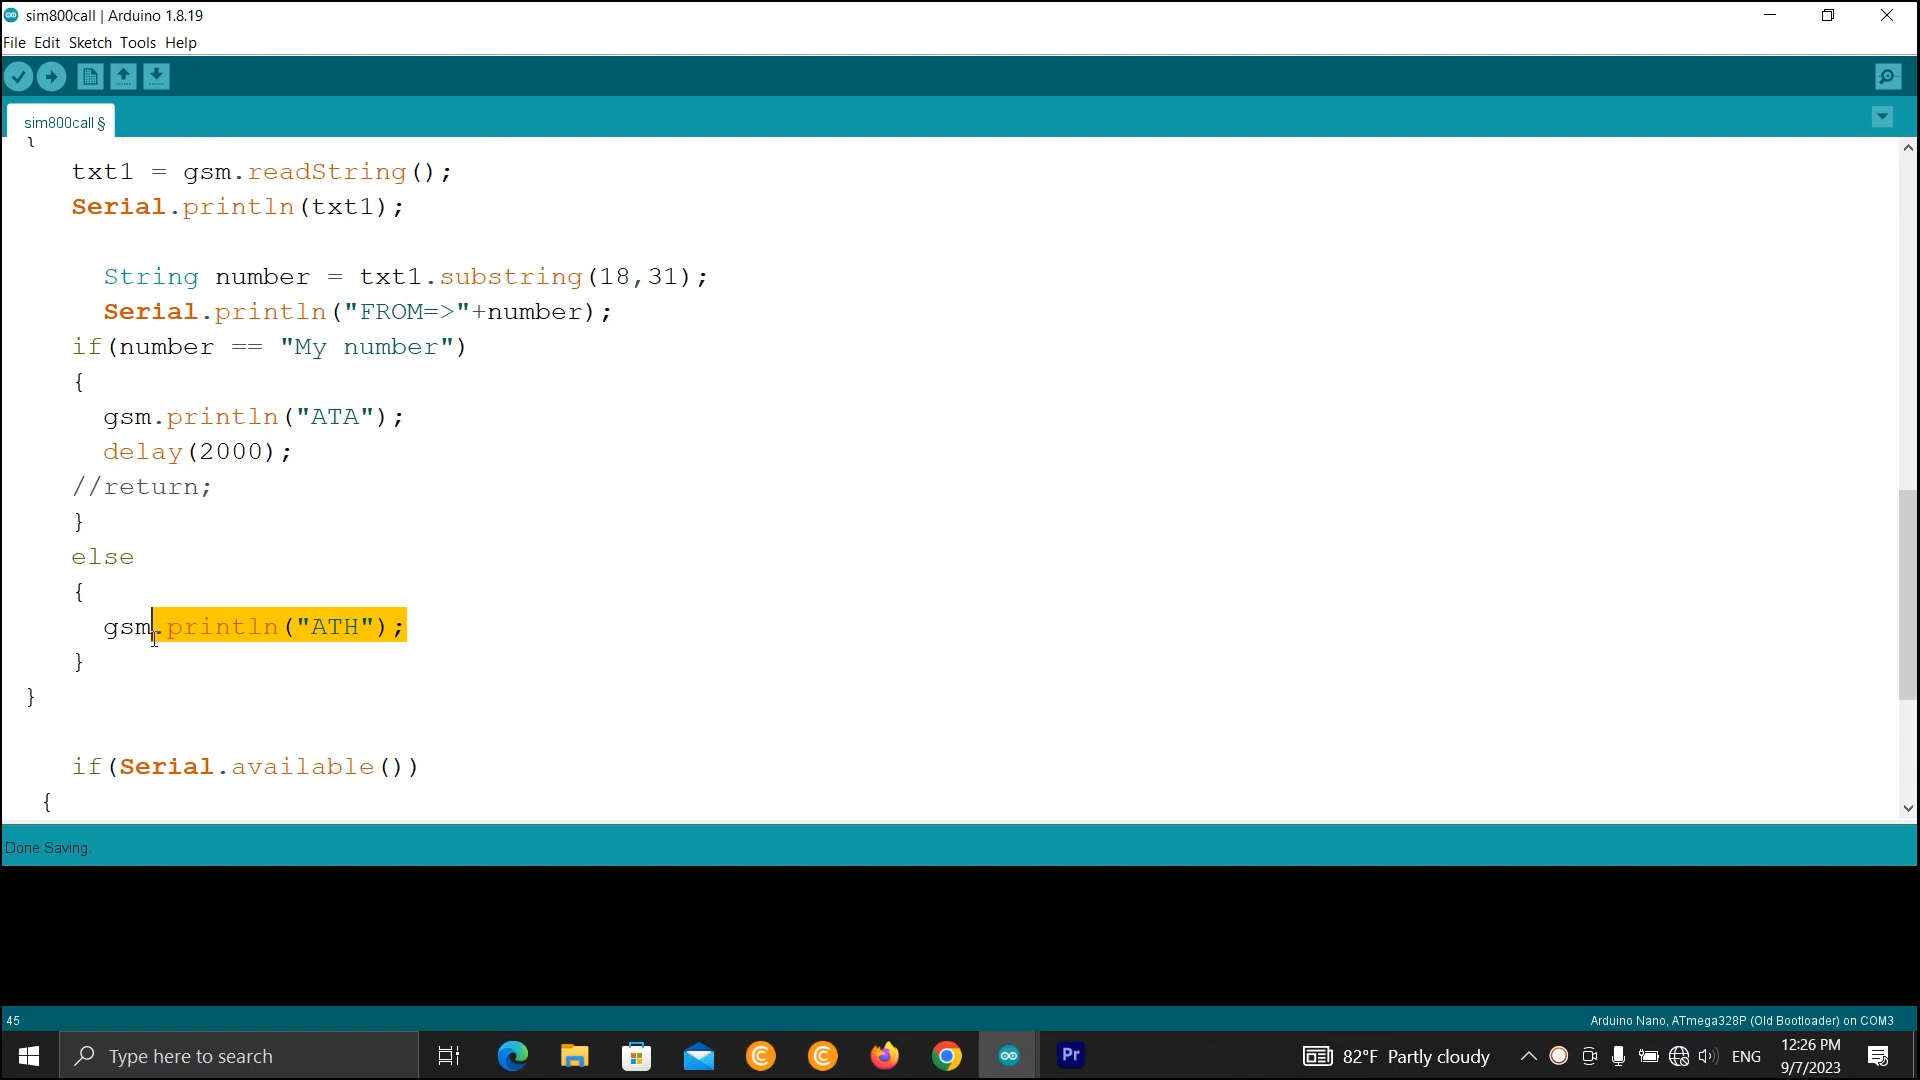 sim800call | Arduino 1.8.19
File Edit Sketch Tools Help
sim800call §
{
txt1 = gsm.readString();
Serial.println(txt1);
String number = txt1.substring(18,31);
Serial.println("FROM=>"+number);
if(number == "My number")
{
gsm.println("ATA");
delay(2000);
//return;
}
else
{
gsm.println("ATH");
}
}
if(Serial.available())
{
Done Saving.
45
Arduino Nano, ATmega328P (Old Bootloader) on COM3
Type here to search
Pr
82°F Partly cloudy
ENG
12:26 PM
9/7/2023